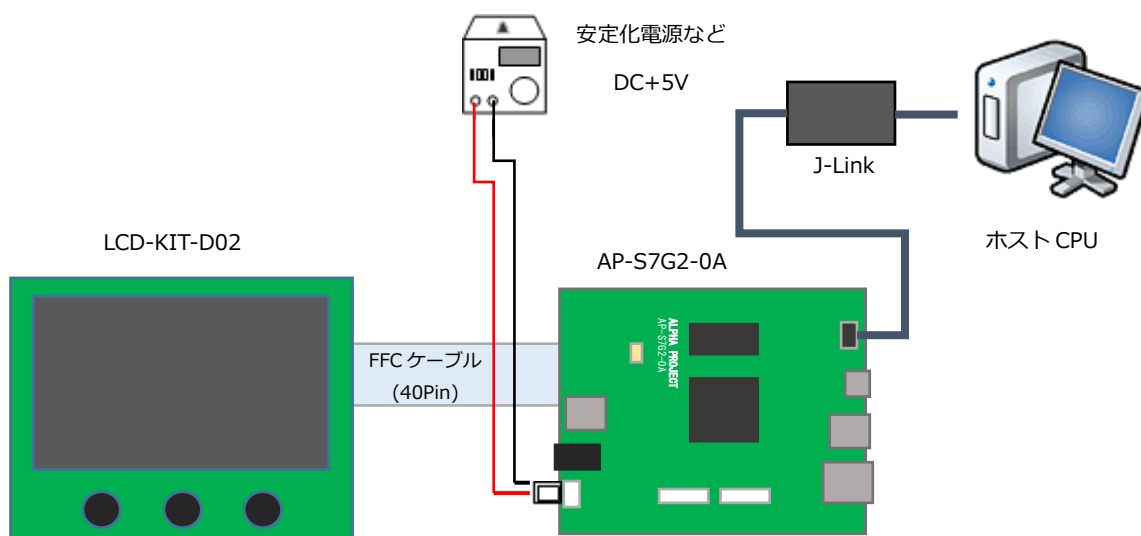 安定化電源など
DC+5V
J-Link
ホスト CPU
LCD-KIT-D02
AP-S7G2-0A
FFC ケーブル
(40Pin)
ALPHA PROJECT
AP-S7G2-0A